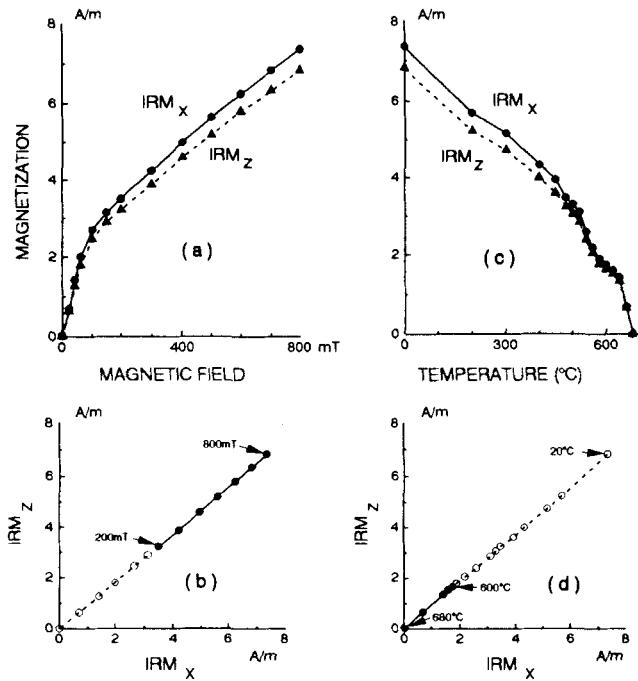 A/m
8
6
4
2
0
MAGNETIZATION
IRM X
IRM Z
(a)
0 400 800 mT
MAGNETIC FIELD
A/m
8
6
4
2
0
IRM X
IRM Z
(c)
0 200 400 600
TEMPERATURE (°C)
A/m
8
6
4
2
0
IRM Z
800mT
200mT
(b)
0 2 4 6 8
IRM X
A/m
A/m
8
6
4
2
0
IRM Z
20°C
600°C
680°C
(d)
0 2 4 6 8
IRM X
A/m